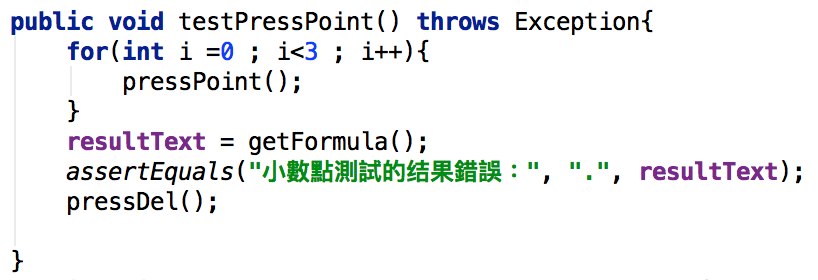 public void testPressPoint() throws Exception{
    for(int i =0 ; i<3 ; i++){
        pressPoint();
    }
    resultText = getFormula();
    assertEquals("小數點測試的结果錯誤：", ".", resultText);
    pressDel();
}